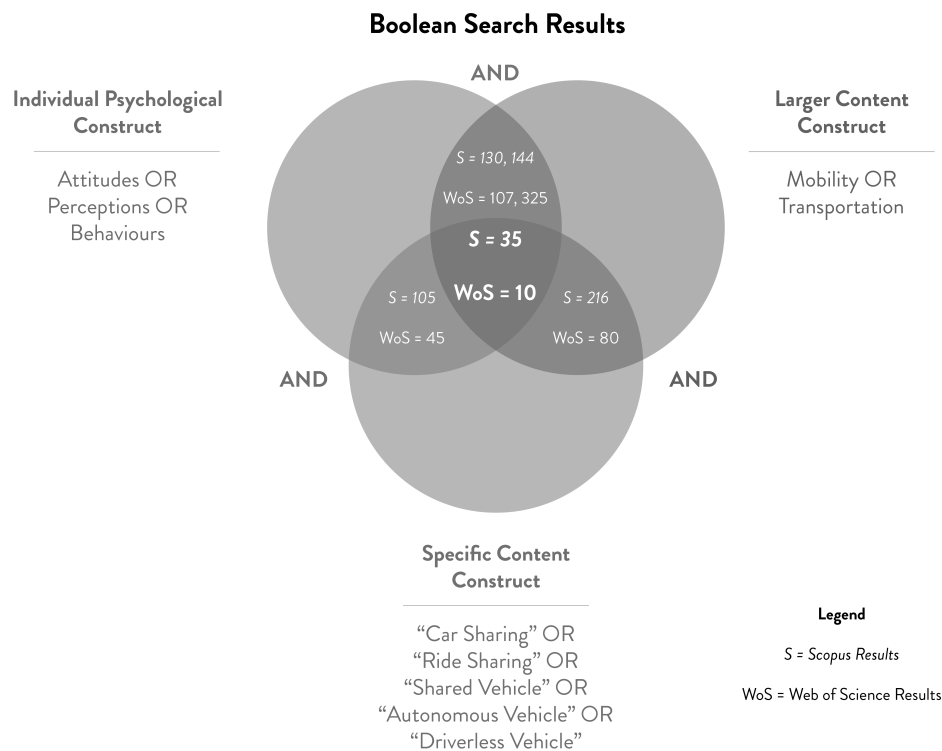 Boolean Search Results
AND
Individual Psychological
Construct
Attitudes OR
Perceptions OR
Behaviours
Larger Content
Construct
Mobility OR
Transportation
S = 130, 144
WoS = 107, 325
S = 35
WoS = 10
S = 105
WoS = 45
S = 216
WoS = 80
AND
AND
Specific Content
Construct
“Car Sharing” OR
“Ride Sharing” OR
“Shared Vehicle” OR
“Autonomous Vehicle” OR
“Driverless Vehicle”
Legend
S = Scopus Results
WoS = Web of Science Results